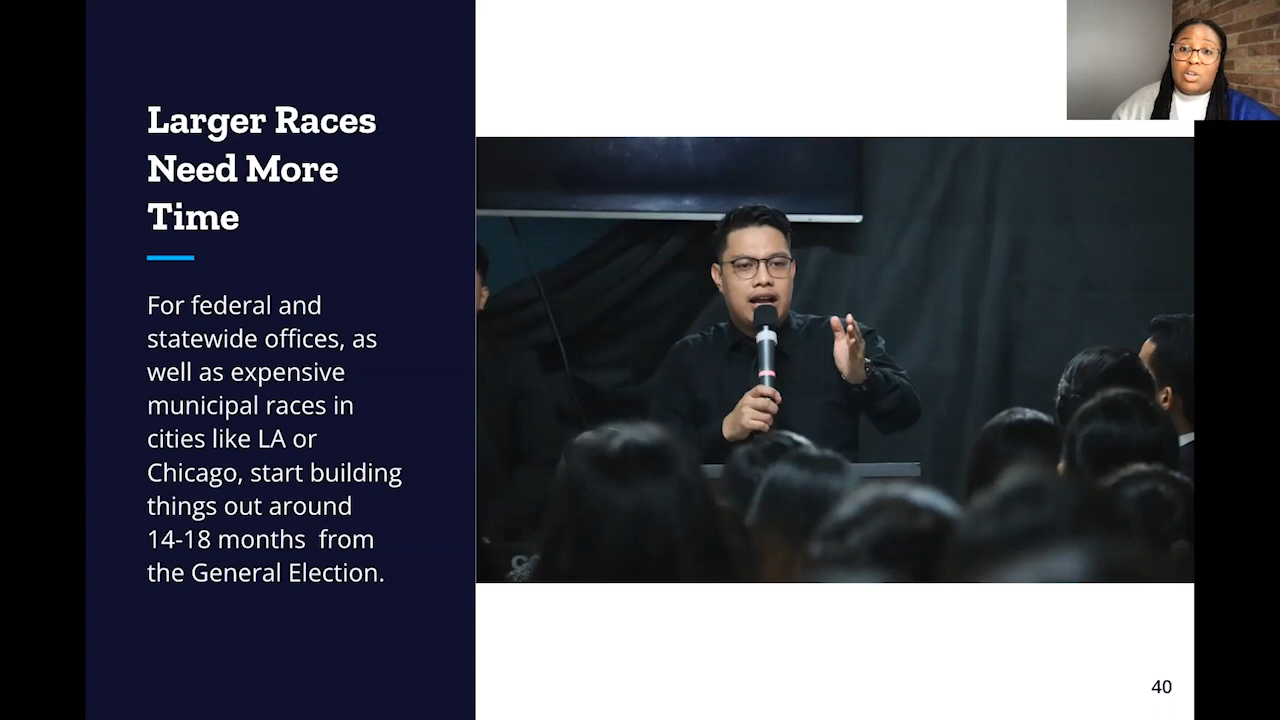 Larger Races
Need More
Time
For federal and
statewide offices, as
well as expensive
municipal races in
cities like LA or
Chicago, start building
things out around
14-18 months  from
the General Election.
40